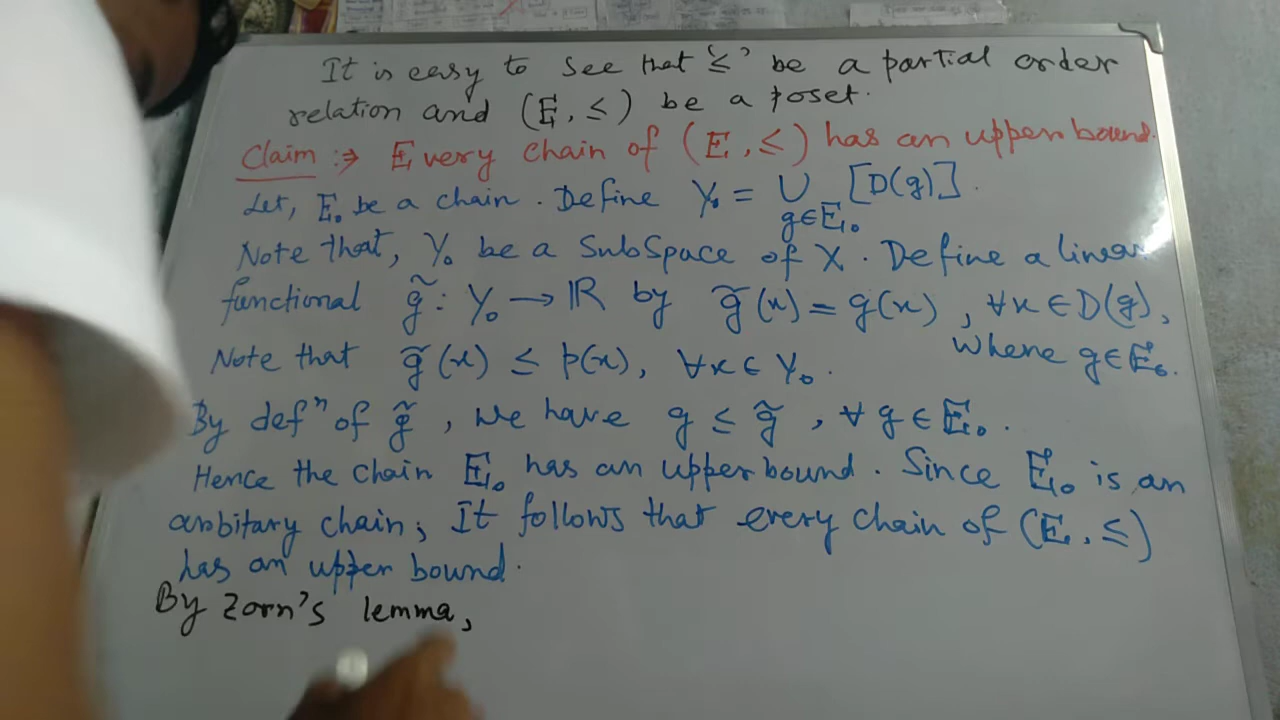 It is easy to see that '≤' be a partial order
relation and (E, ≤) be a poset.
Claim :⇒ Every chain of (E, ≤) has an upper bound.
Let, E₀ be a chain. Define Y₀ = ∪ [D(g)].
g∈E₀
Note that, Y₀ be a Subspace of X. Define a linear
functional g̃ : Y₀ → ℝ by g̃(x) = g(x), ∀x ∈ D(g),
where g∈E₀.
Note that g̃(x) ≤ p(x), ∀x ∈ Y₀.
By defⁿ of g̃, we have g ≤ g̃, ∀ g ∈ E₀.
Hence the chain E₀ has an upper bound. Since E₀ is an
arbitary chain; It follows that every chain of (E, ≤)
has an upper bound.
By Zorn's lemma,